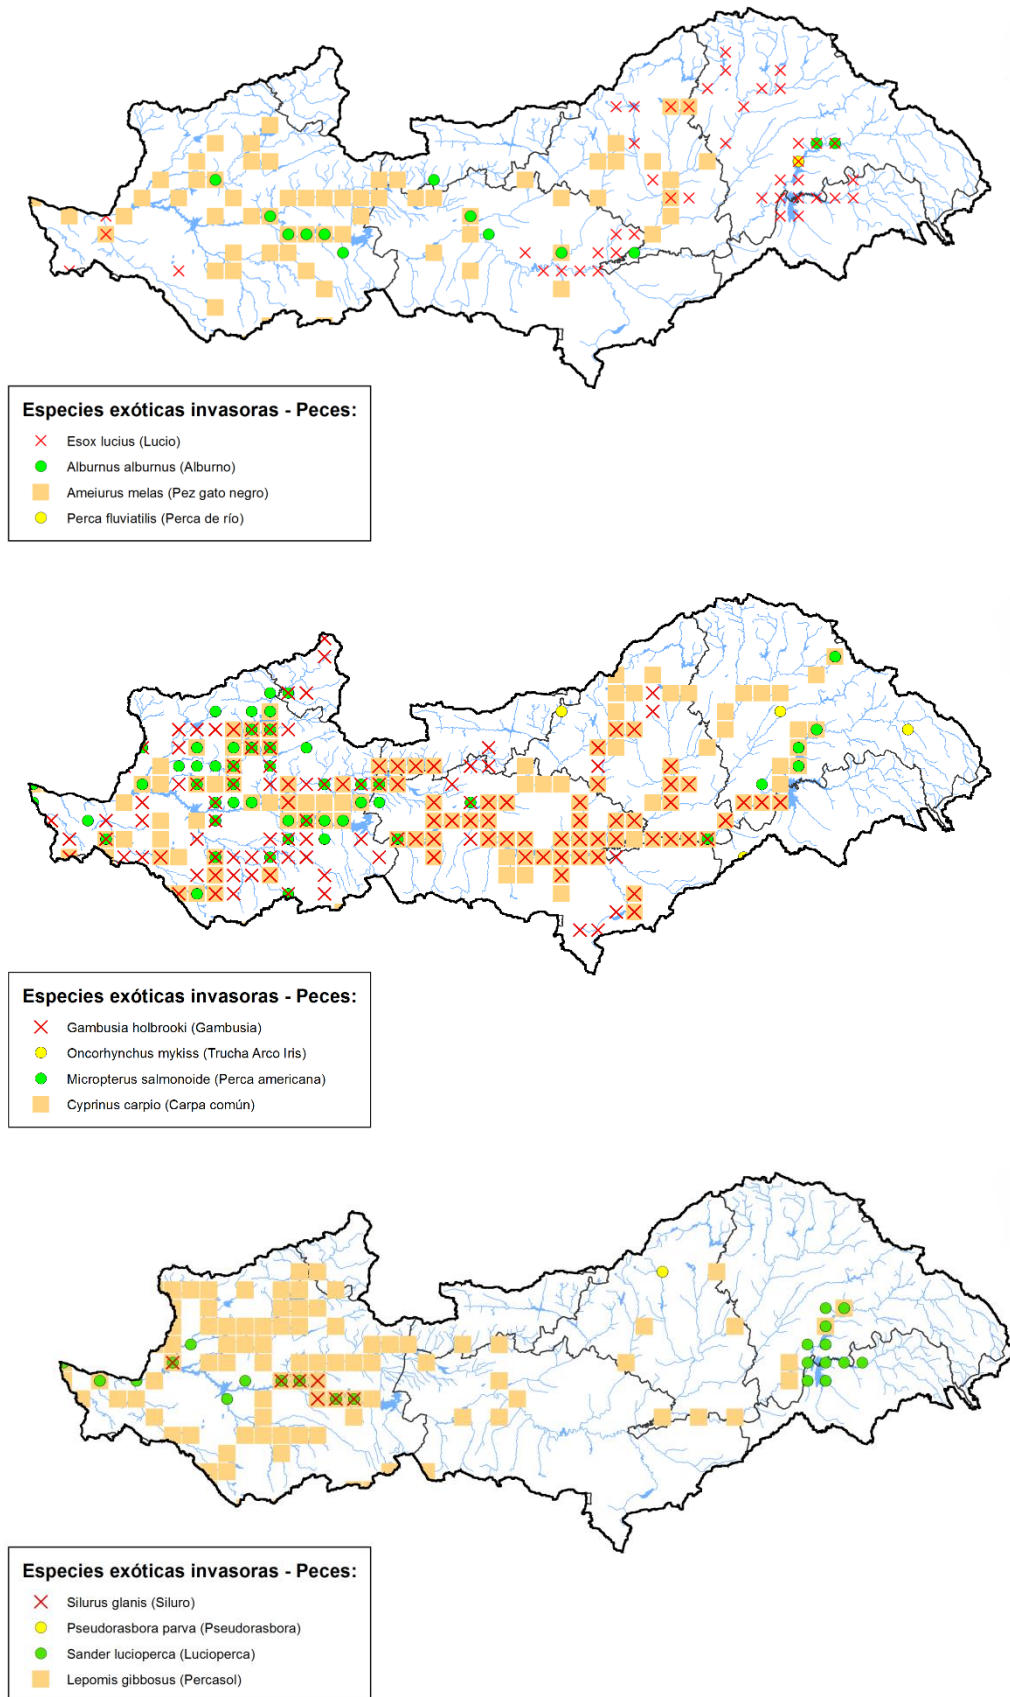 Especies exóticas invasoras - Peces:
Esox lucius (Lucio)
Alburnus alburnus (Alburno)
Ameiurus melas (Pez gato negro)
Perca fluviatilis (Perca de río)
Especies exóticas invasoras - Peces:
Gambusia holbrooki (Gambusia)
Oncorhynchus mykiss (Trucha Arco Iris)
Micropterus salmonoide (Perca americana)
Cyprinus carpio (Carpa común)
Especies exóticas invasoras - Peces:
Silurus glanis (Siluro)
Pseudorasbora parva (Pseudorasbora)
Sander lucioperca (Lucioperca)
Lepomis gibbosus (Percasol)